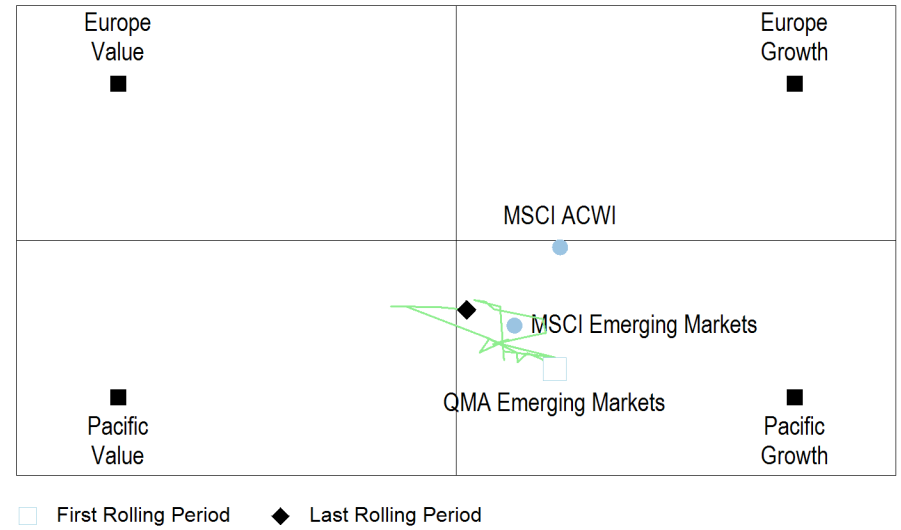 Europe
Value
Europe
Growth
MSCI ACWI
MSCI Emerging Markets
QMA Emerging Markets
Pacific
Value
Pacific
Growth
First Rolling Period
Last Rolling Period